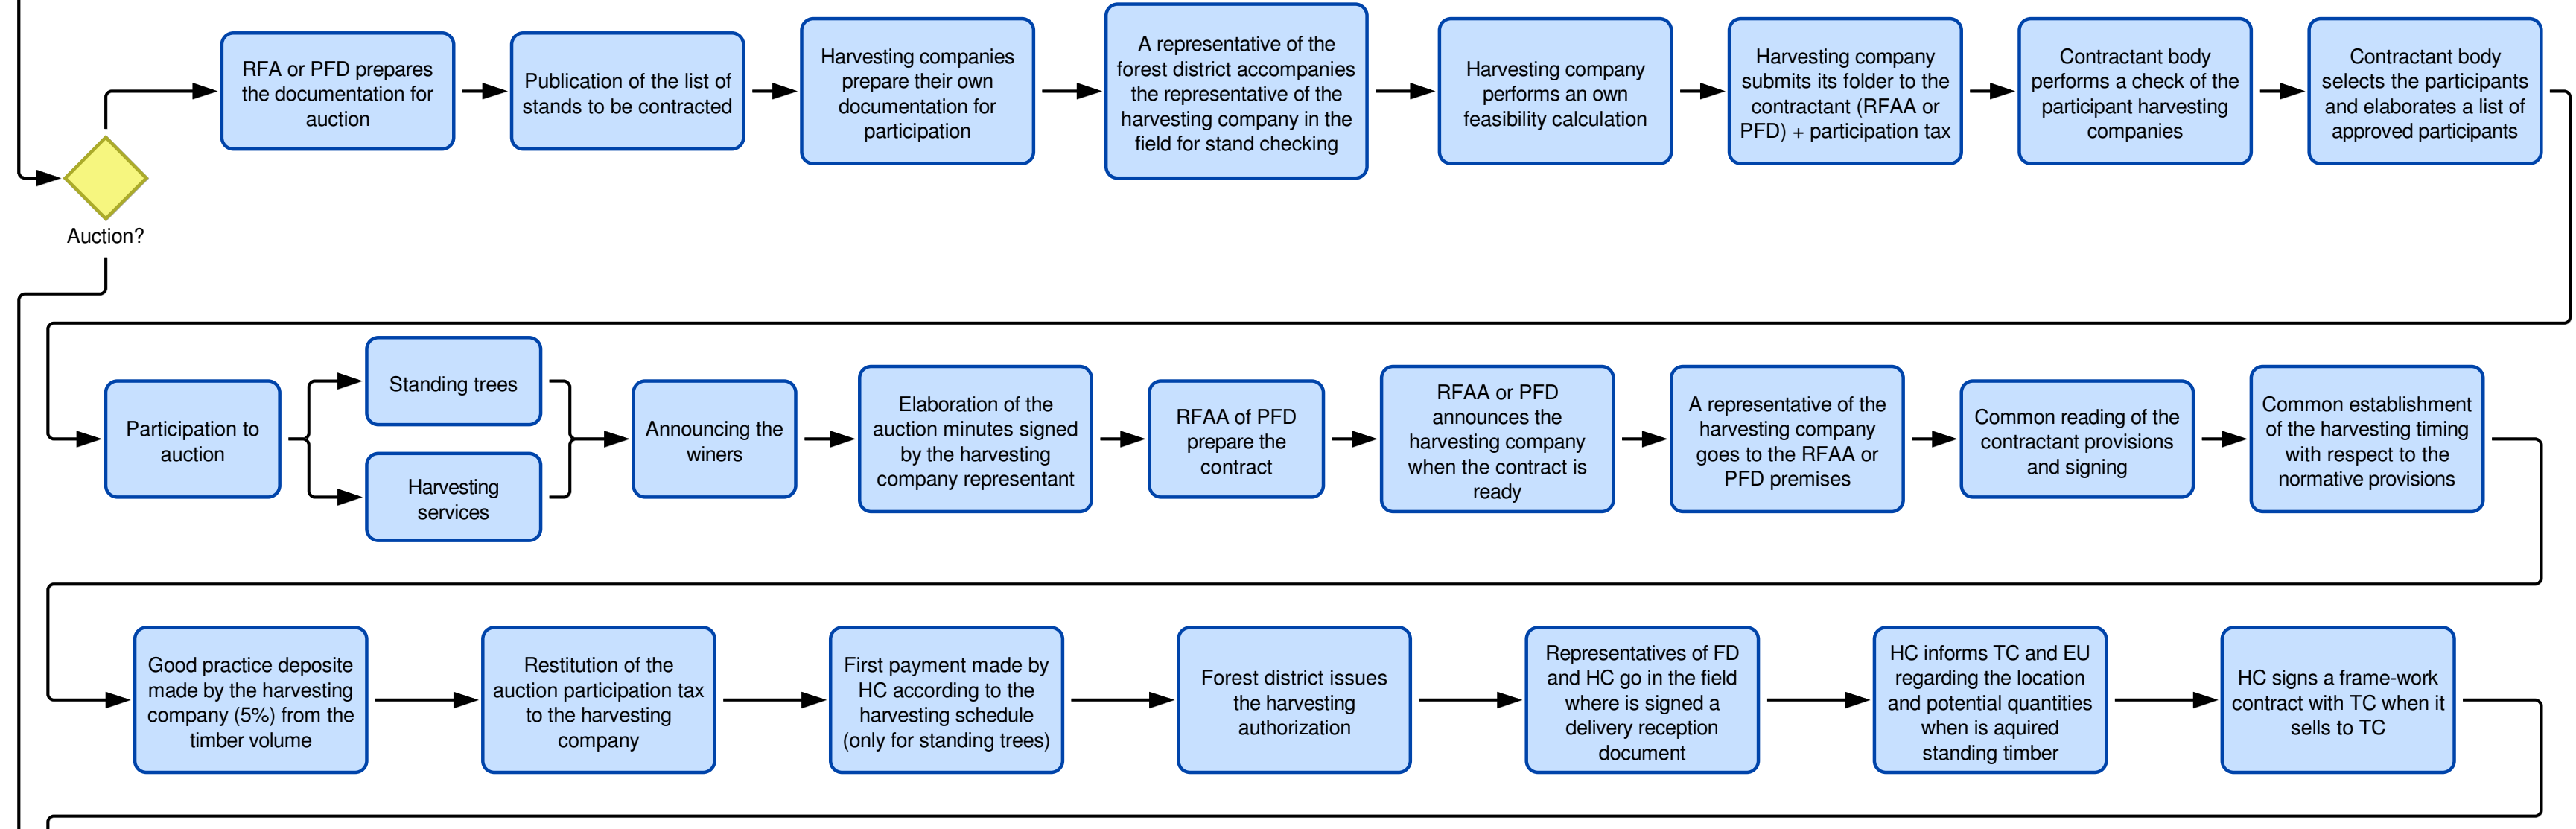 RFA or PFD prepares
the documentation for
auction
Publication of the list of
stands to be contracted
Harvesting companies
prepare their own
documentation for
participation
A representative of the
forest district accompanies
the representative of the
harvesting company in the
field for stand checking
Harvesting company
performs an own
feasibility calculation
Harvesting company
submits its folder to the
contractant (RFAA or
PFD) + participation tax
Contractant body
performs a check of the
participant harvesting
companies
Contractant body
selects the participants
and elaborates a list of
approved participants
Auction?
Participation to
auction
Standing trees
Harvesting
services
Announcing the
winers
Elaboration of the
auction minutes signed
by the harvesting
company representant
RFAA of PFD
prepare the
contract
RFAA or PFD
announces the
harvesting company
when the contract is
ready
A representative of the
harvesting company
goes to the RFAA or
PFD premises
Common reading of the
contractant provisions
and signing
Common establishment
of the harvesting timing
with respect to the
normative provisions
Good practice deposite
made by the harvesting
company (5%) from the
timber volume
Restitution of the
auction participation tax
to the harvesting
company
First payment made by
HC according to the
harvesting schedule
(only for standing trees)
Forest district issues
the harvesting
authorization
Representatives of FD
and HC go in the field
where is signed a
delivery reception
document
HC informs TC and EU
regarding the location
and potential quantities
when is aquired
standing timber
HC signs a frame-work
contract with TC when it
sells to TC